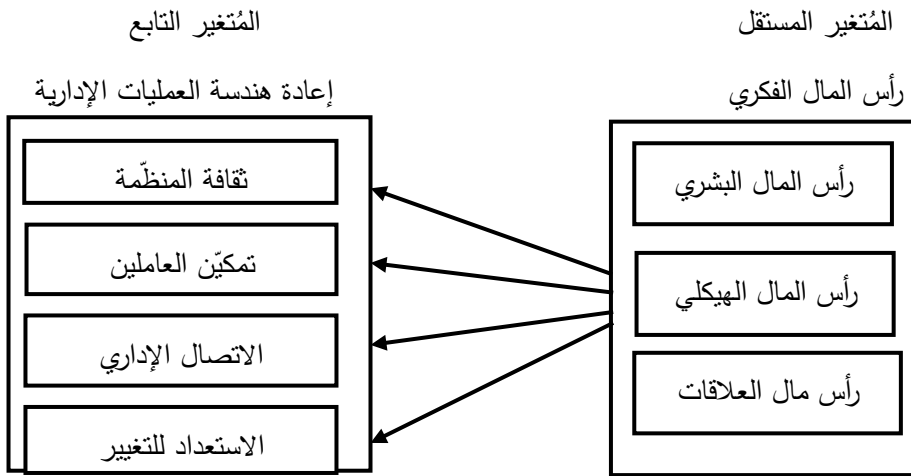 المُتغير المستقل
المُتغير التابع
رأس المال الفكري
إعادة هندسة العمليات الإدارية
رأس المال البشري
رأس المال الهيكلي
رأس مال العلاقات
ثقافة المنظّمة
تمكيّن العاملين
الاتصال الإداري
الاستعداد للتغيير